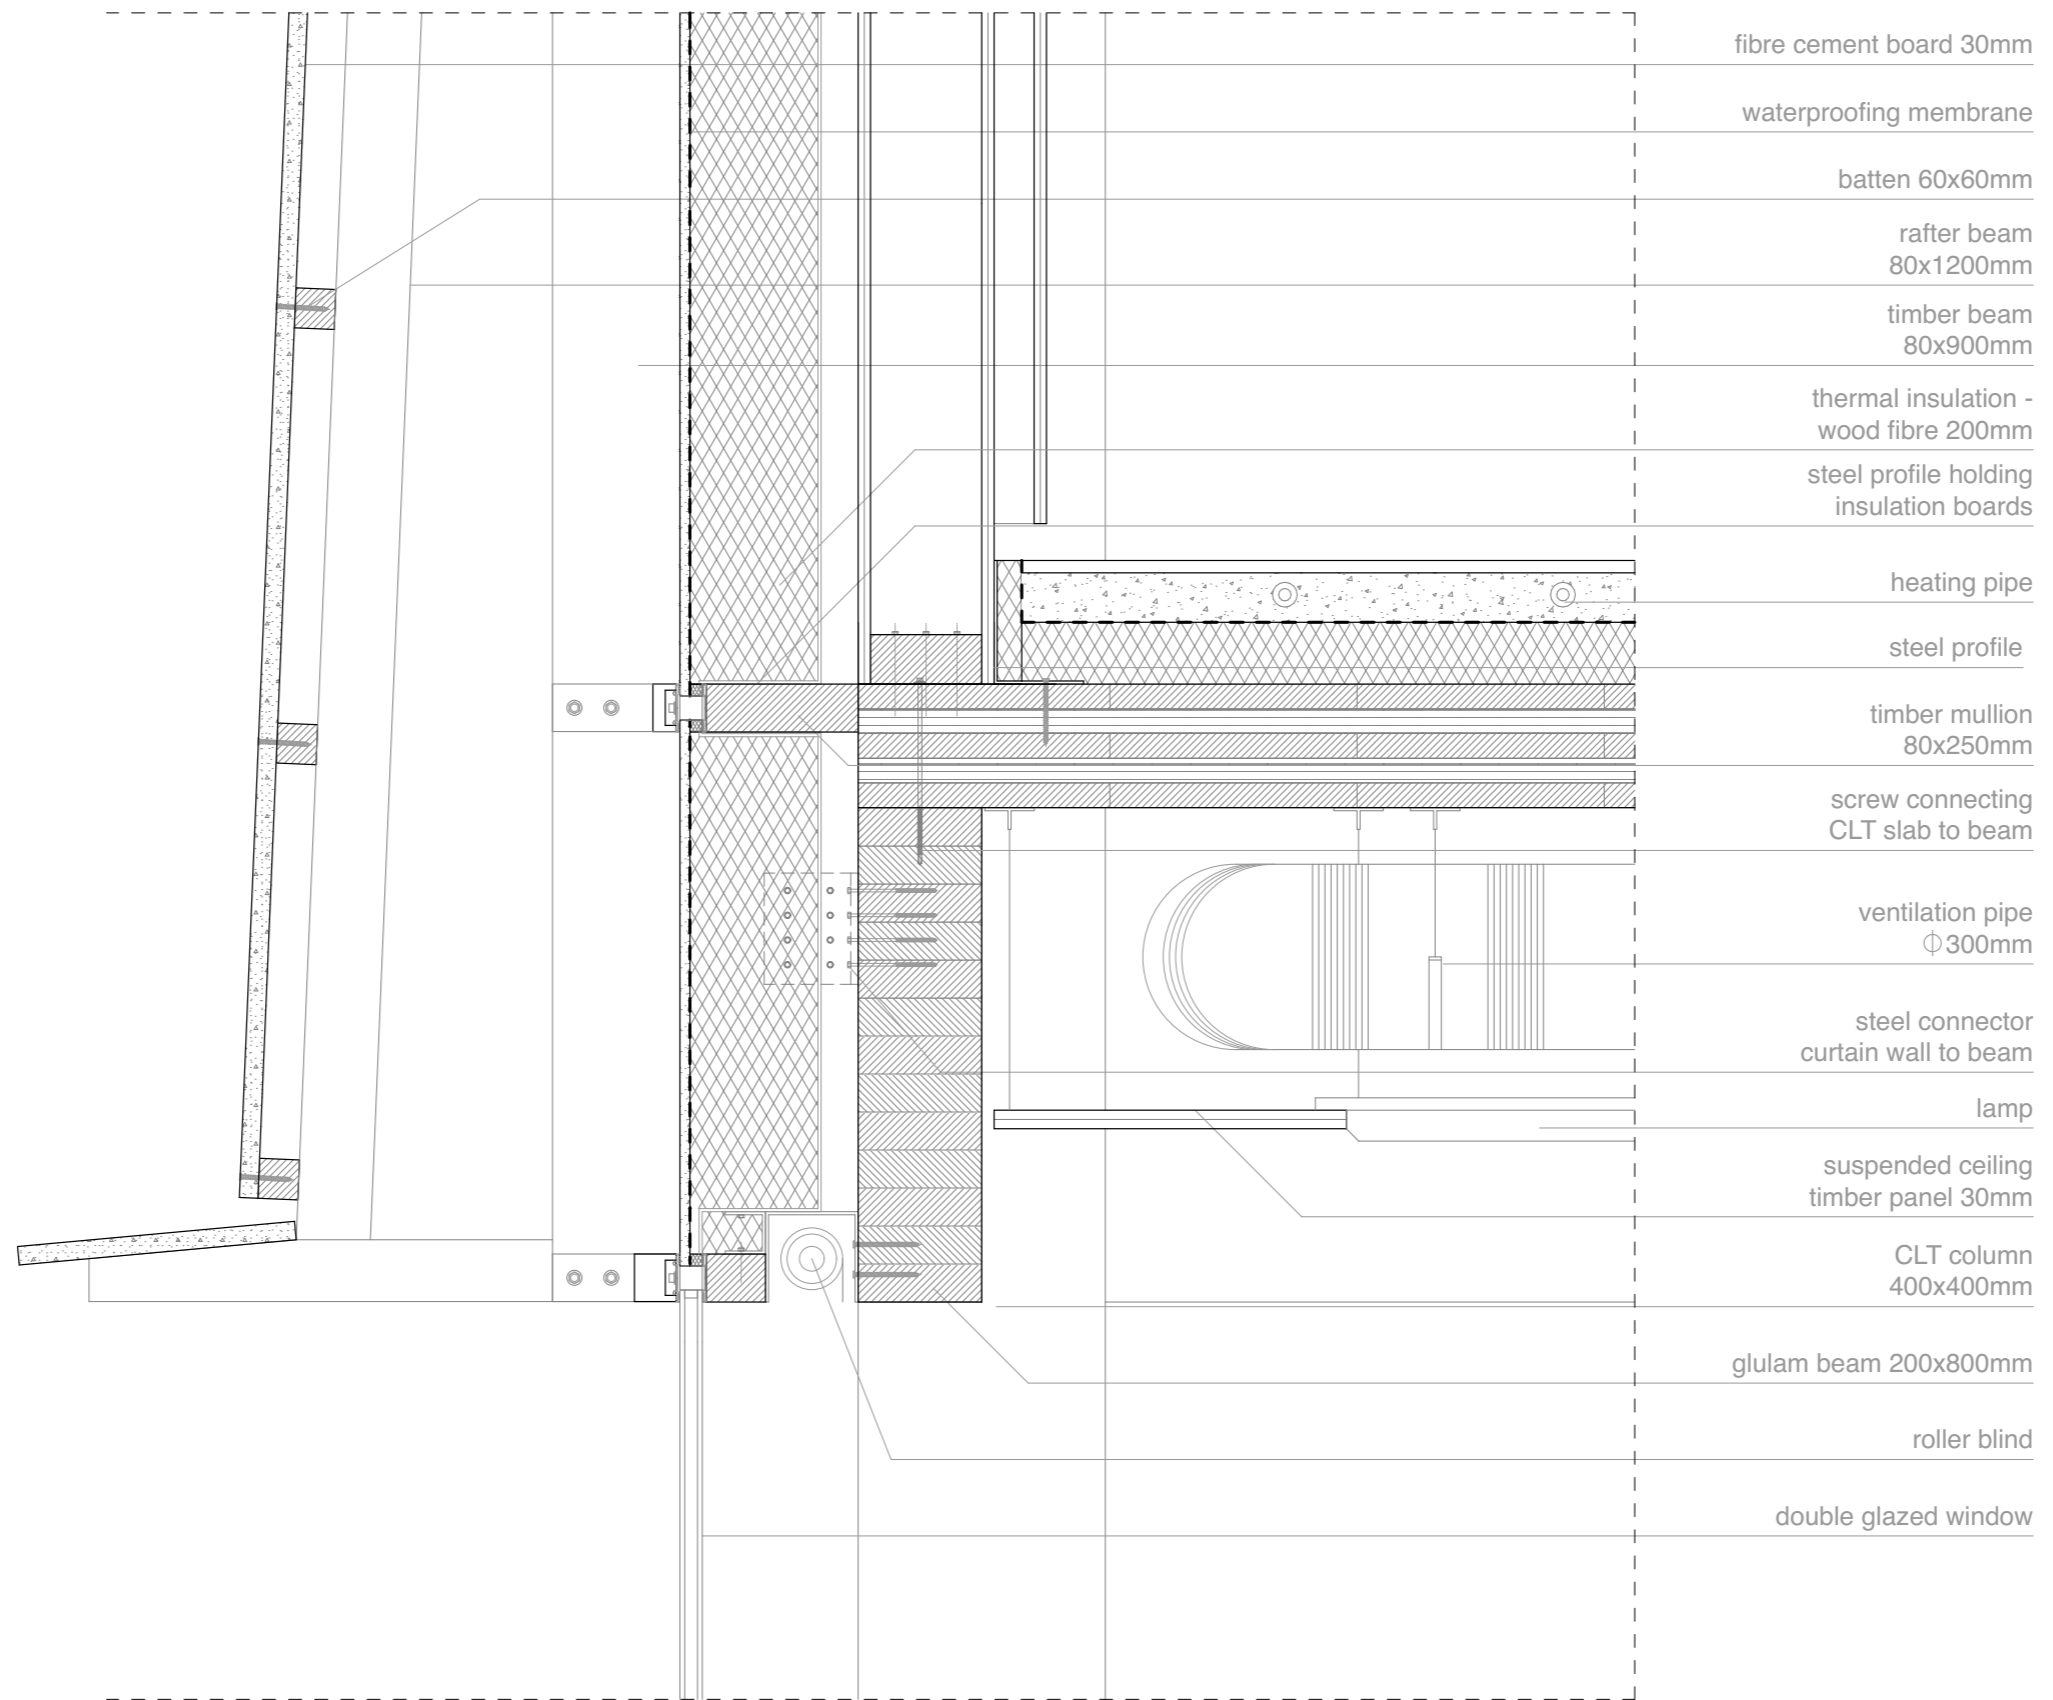 fibre cement board 30mm
waterproofing membrane
batten 60x60mm
rafter beam
80x1200mm
timber beam
80x900mm
thermal insulation -
wood fibre 200mm
steel profile holding
insulation boards
heating pipe
steel profile
timber mullion
80x250mm
screw connecting
CLT slab to beam
ventilation pipe
⌀300mm
steel connector
curtain wall to beam
lamp
suspended ceiling
timber panel 30mm
CLT column
400x400mm
glulam beam 200x800mm
roller blind
double glazed window